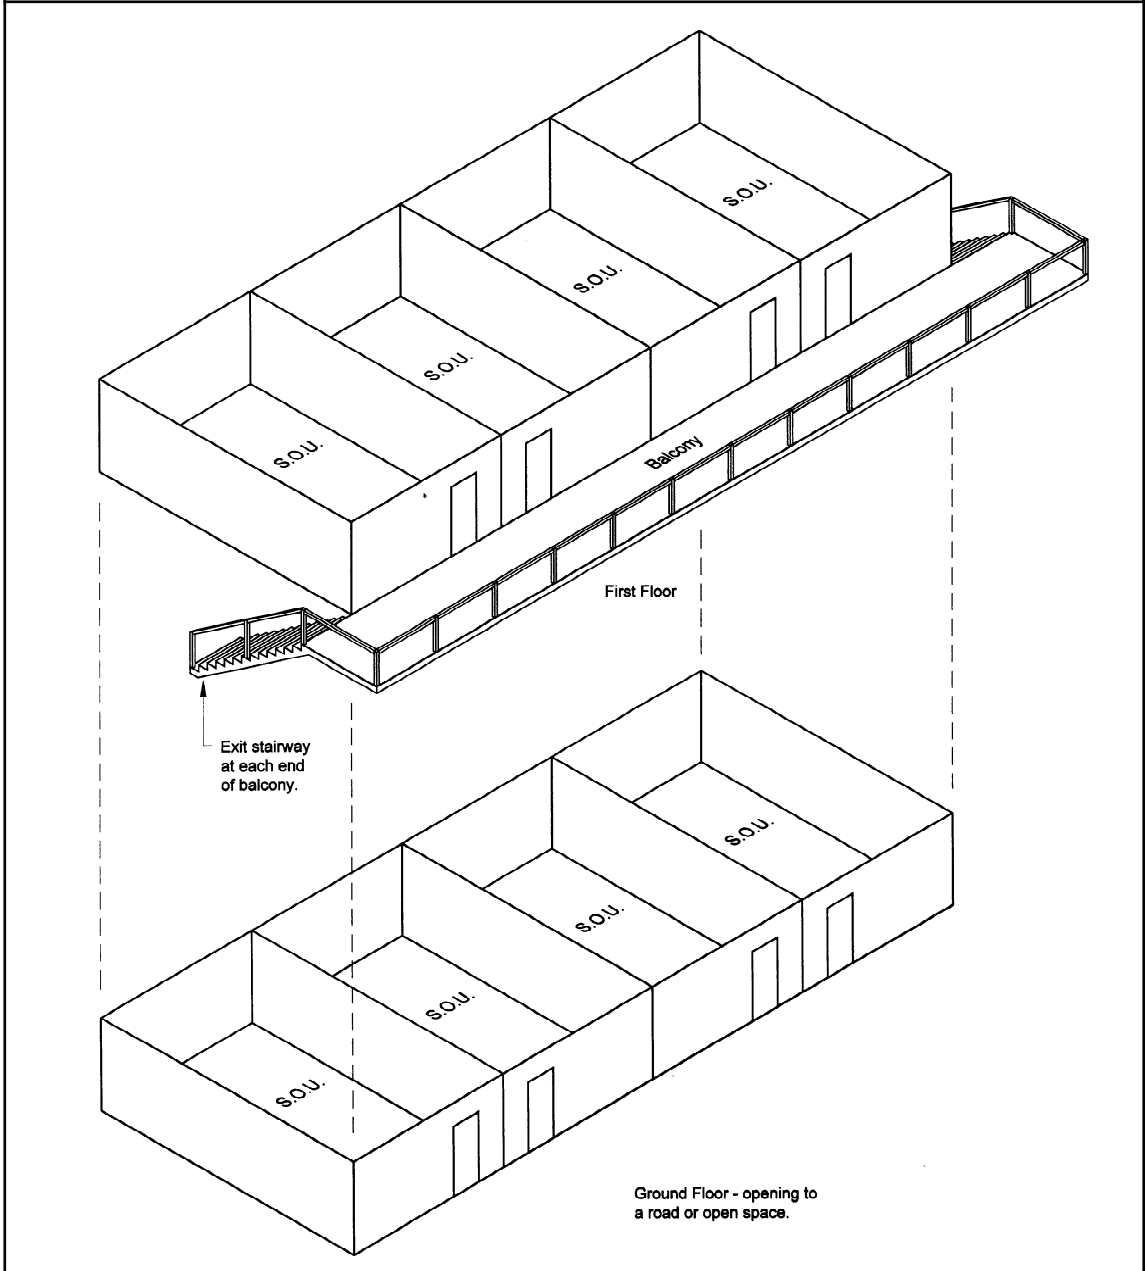 S.O.U.
S.O.U.
S.O.U.
S.O.U.
Balcony
First Floor
Exit stairway
at each end
of balcony.
S.O.U.
S.O.U.
S.O.U.
S.O.U.
Ground Floor - opening to
a road or open space.